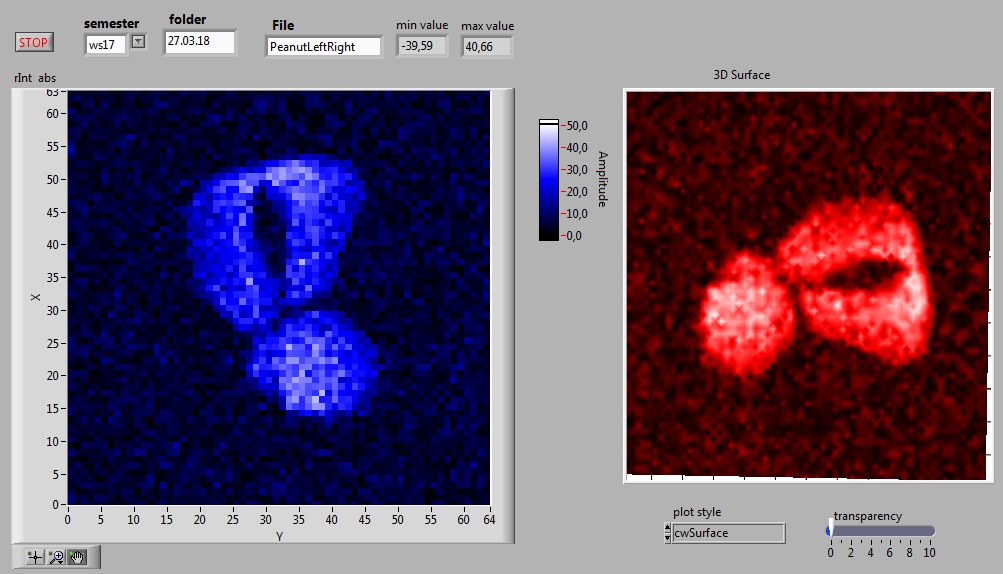 semester
folder
File
min value
max value
STOP
ws17
27.03.18
PeanutLeftRight
-39,59
40,66
rInt abs
3D Surface
63
60
55
50
45
40
35
30
25
20
15
10
5
0
X
0 5 10 15 20 25 30 35 40 45 50 55 60 64
Y
50,0
40,0
30,0
20,0
10,0
0,0
Amplitude
plot style
cwSurface
transparency
0 2 4 6 8 10